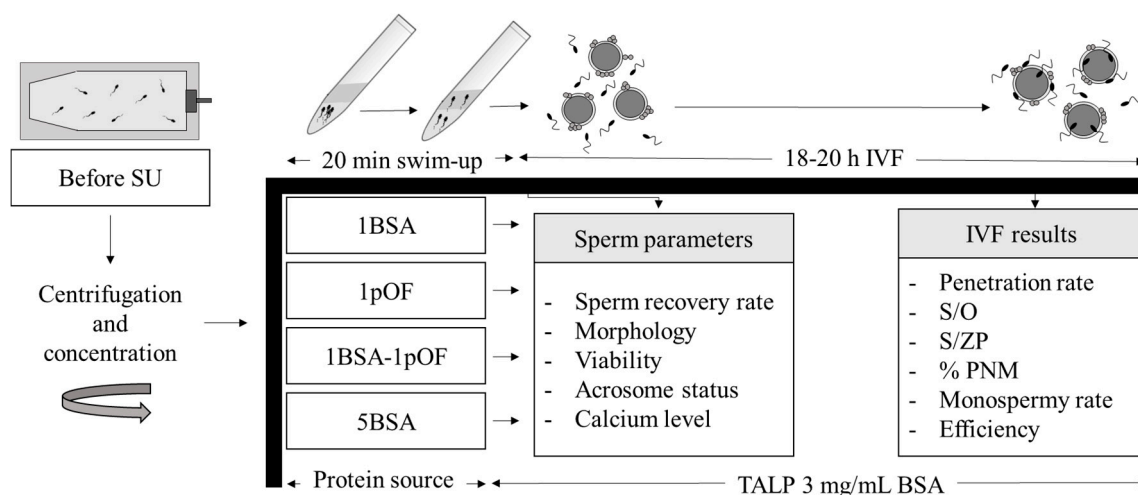 Before SU
Centrifugation
and
concentration
20 min swim-up
18-20 h IVF
1BSA
1pOF
1BSA-1pOF
5BSA
Sperm parameters
- Sperm recovery rate
- Morphology
- Viability
- Acrosome status
- Calcium level
IVF results
- Penetration rate
- S/O
- S/ZP
- % PNM
- Monospermy rate
- Efficiency
Protein source
TALP 3 mg/mL BSA